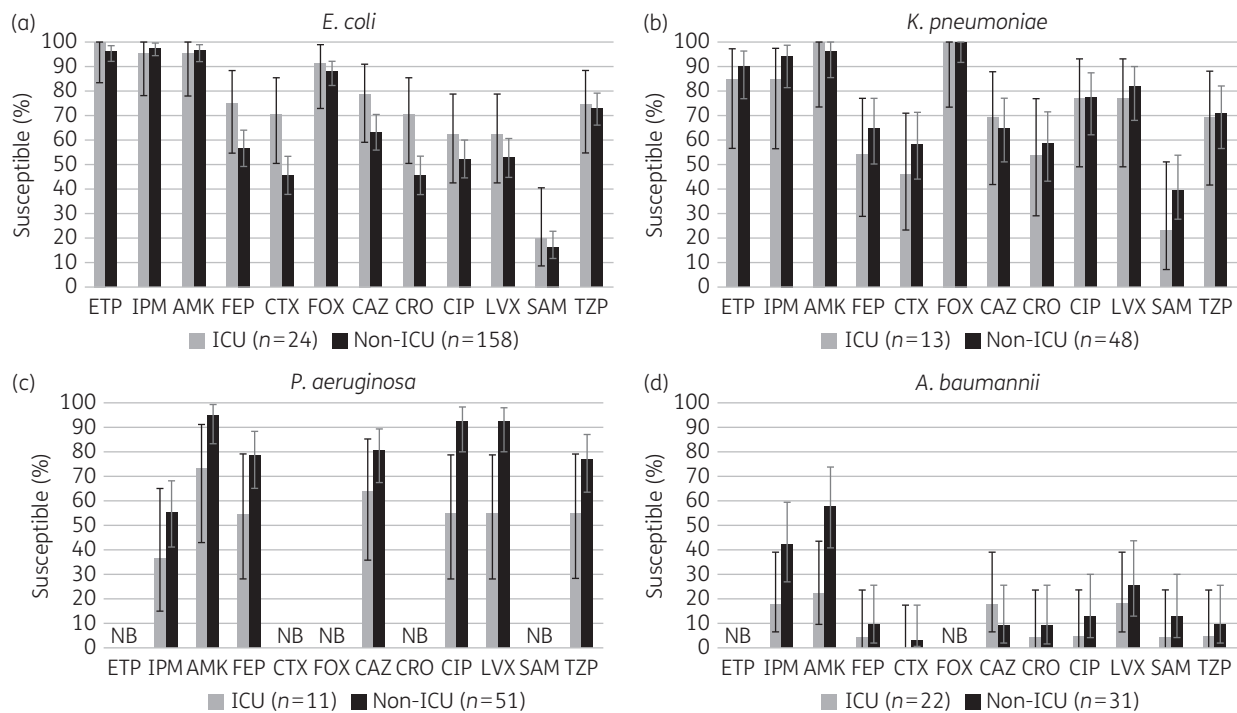 (a) E. coli
100
90
80
70
60
50
40
30
20
10
0
Susceptible (%)
ETP IPM AMK FEP CTX FOX CAZ CRO CIP LVX SAM TZP
ICU (n=24) Non-ICU (n=158)
(b) K. pneumoniae
100
90
80
70
60
50
40
30
20
10
0
Susceptible (%)
ETP IPM AMK FEP CTX FOX CAZ CRO CIP LVX SAM TZP
ICU (n=13) Non-ICU (n=48)
(c) P. aeruginosa
100
90
80
70
60
50
40
30
20
10
0
Susceptible (%)
NB NB NB NB NB
ETP IPM AMK FEP CTX FOX CAZ CRO CIP LVX SAM TZP
ICU (n=11) Non-ICU (n=51)
(d) A. baumannii
100
90
80
70
60
50
40
30
20
10
0
Susceptible (%)
NB NB
ETP IPM AMK FEP CTX FOX CAZ CRO CIP LVX SAM TZP
ICU (n=22) Non-ICU (n=31)